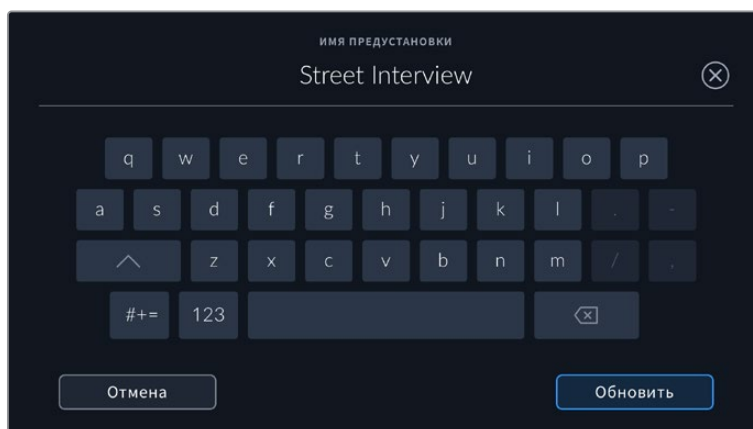 ИМЯ ПРЕДУСТАНОВКИ
Street Interview
q w e r t y u i o p
a s d f g h j k l . -
z x c v b n m / ,
#+= 123
Отмена Обновить